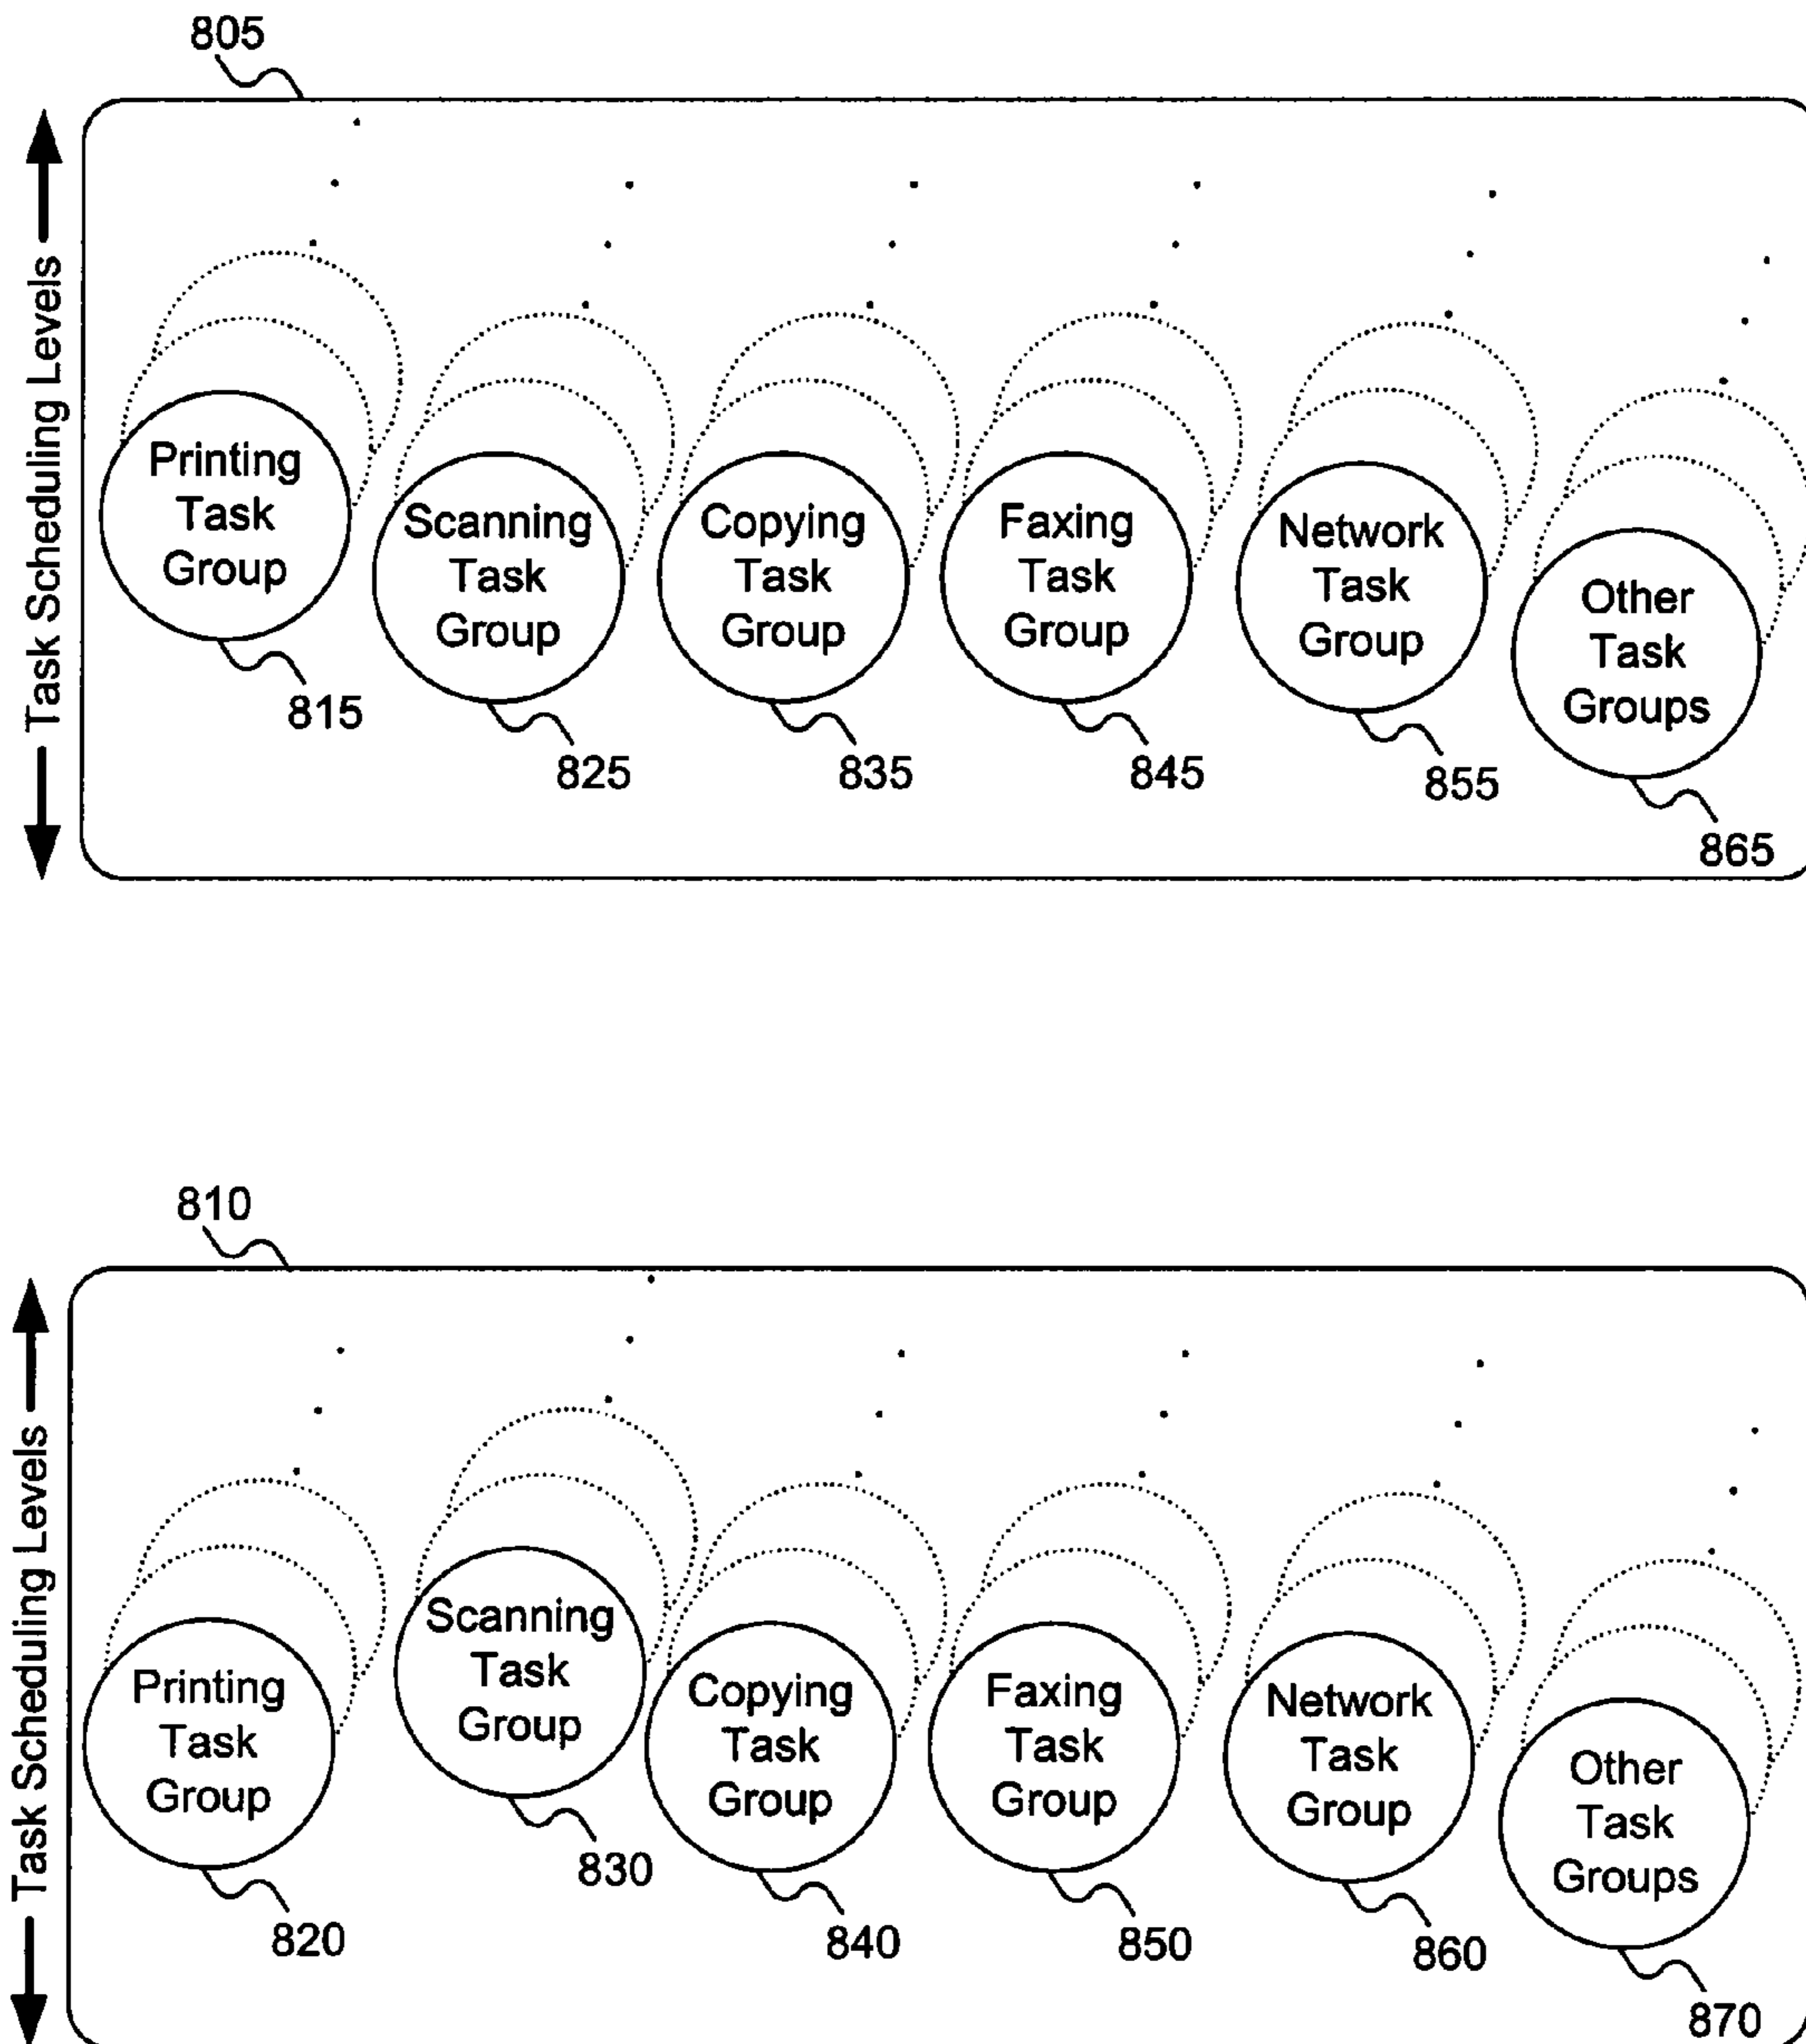 805
Task Scheduling Levels
Printing
Task
Group
815
Scanning
Task
Group
825
Copying
Task
Group
835
Faxing
Task
Group
845
Network
Task
Group
855
Other
Task
Groups
865
810
Task Scheduling Levels
Printing
Task
Group
820
Scanning
Task
Group
830
Copying
Task
Group
840
Faxing
Task
Group
850
Network
Task
Group
860
Other
Task
Groups
870